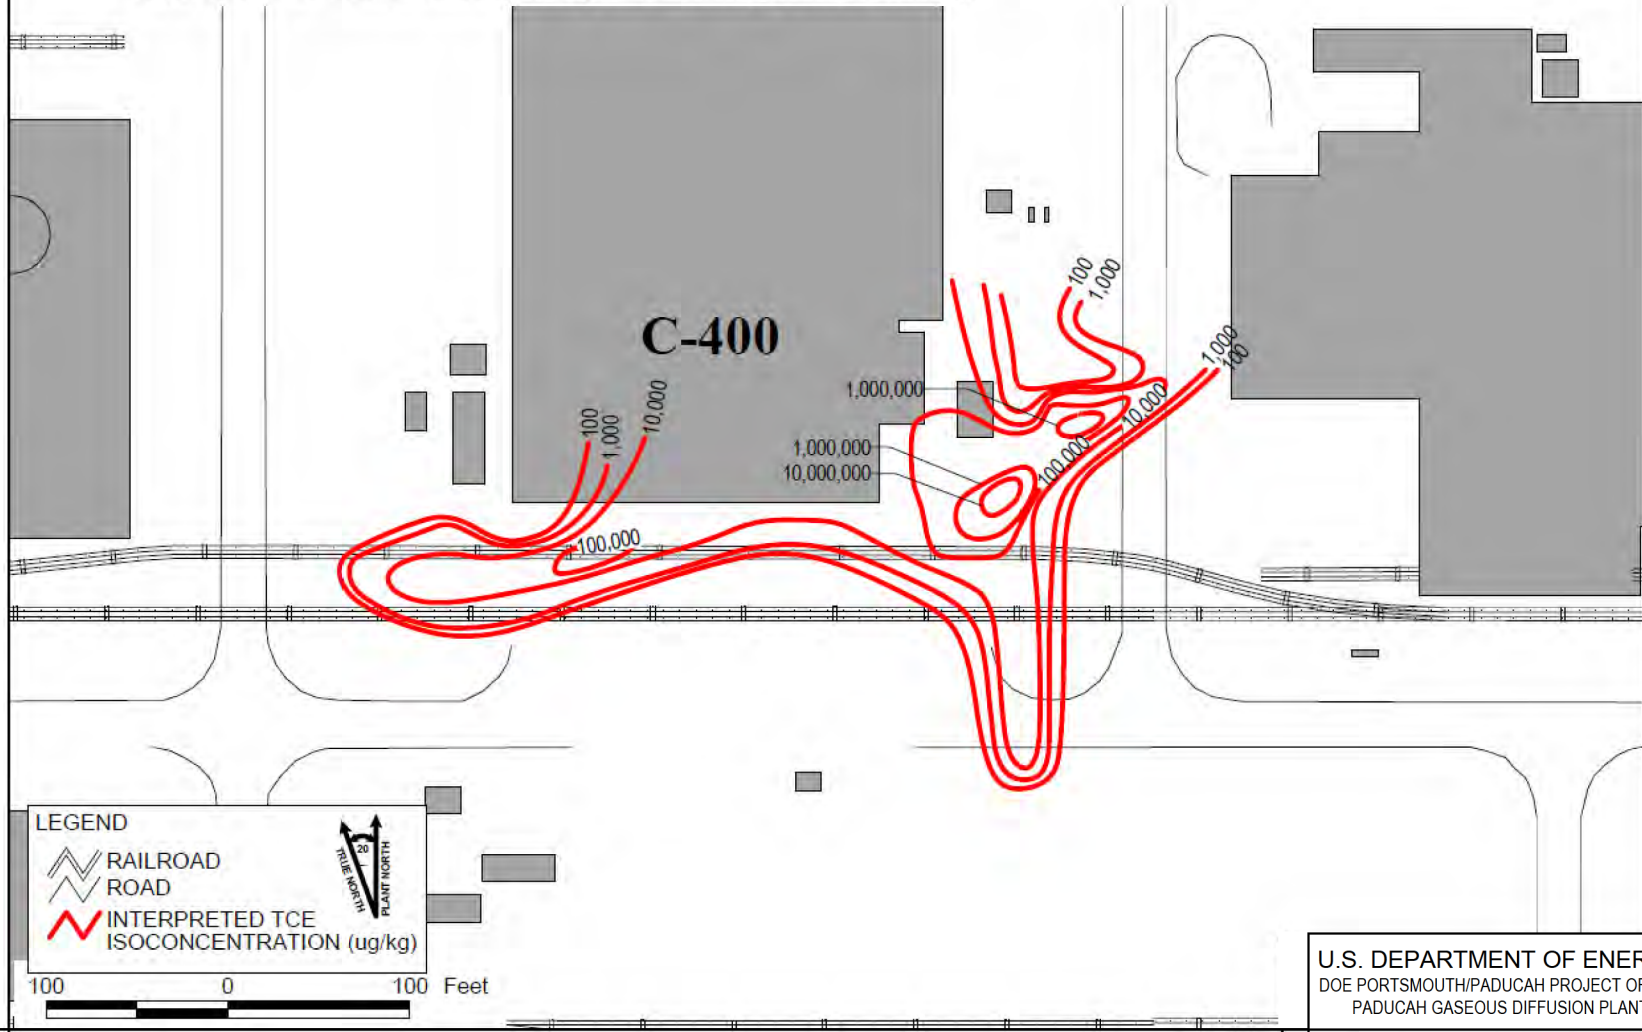 100
1,000
C-400
1,000
100
1,000,000
10,000
10,000
100
1,000
1,000,000
100,000
10,000,000
100,000
LEGEND
20
TRUE NORTH
PLANT NORTH
RAILROAD
ROAD
INTERPRETED TCE
ISOCONCENTRATION (ug/kg)
100 0 100 Feet
U.S. DEPARTMENT OF ENER
DOE PORTSMOUTH/PADUCAH PROJECT OF
PADUCAH GASEOUS DIFFUSION PLANT